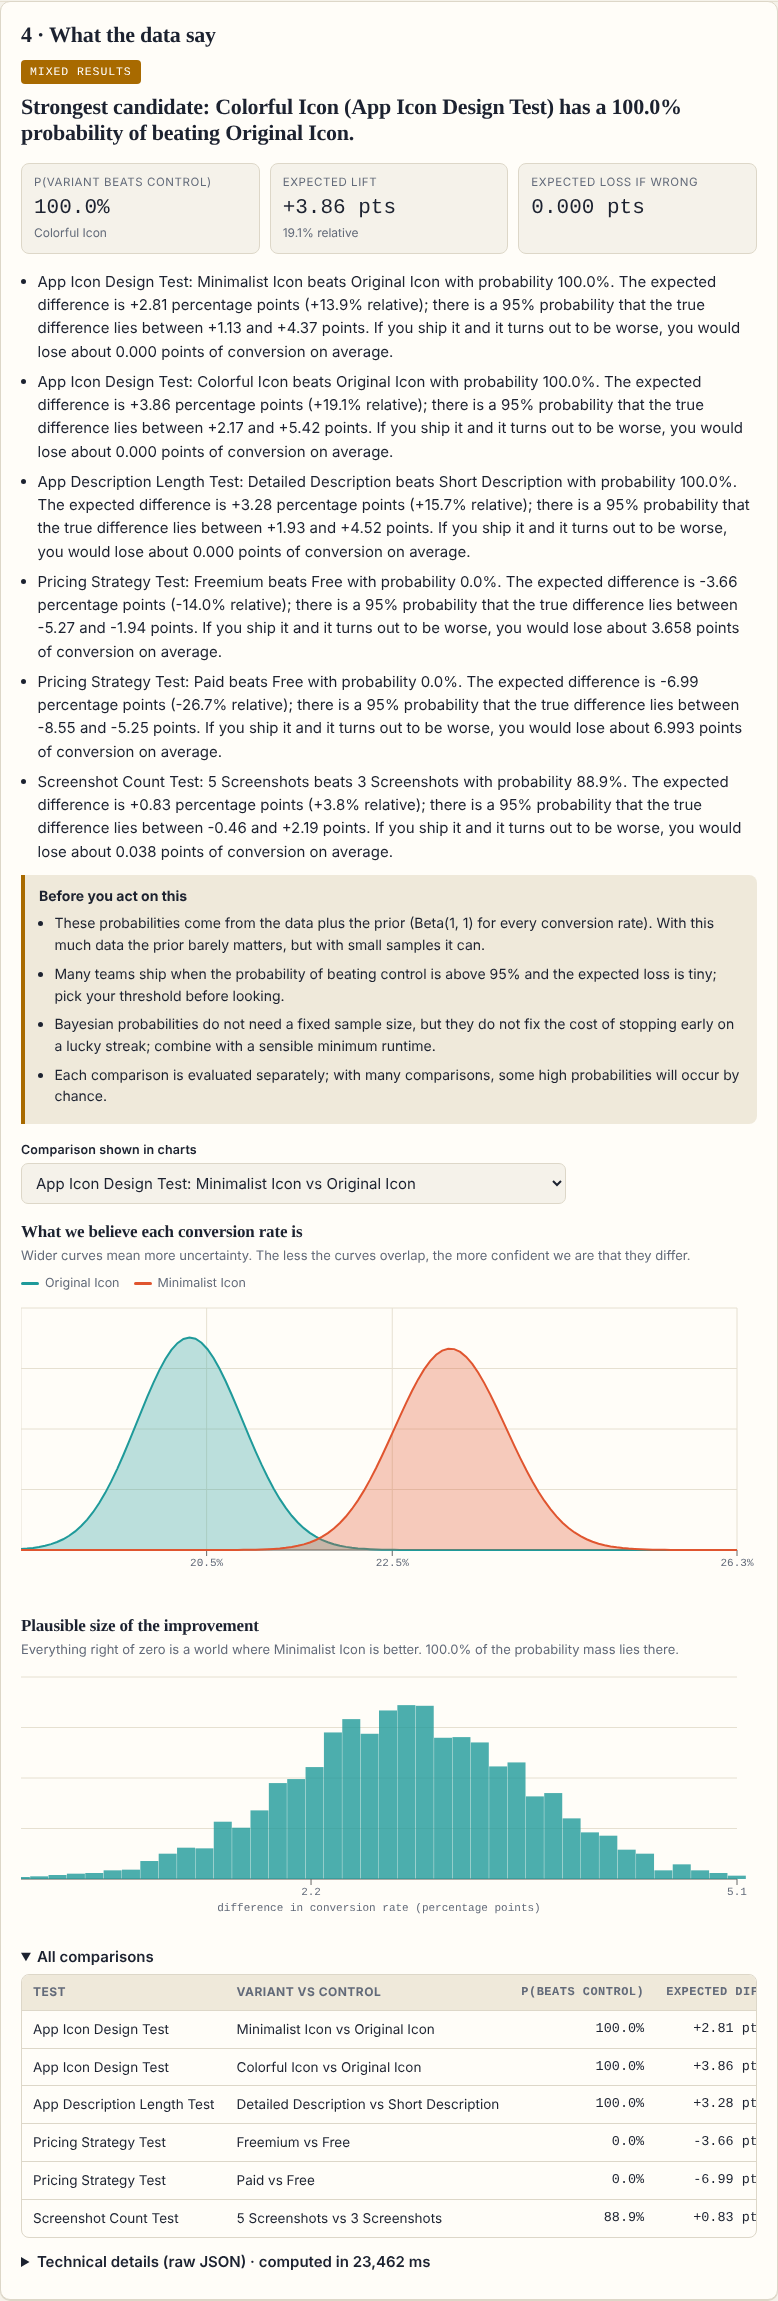 4 · What the data say
MIXED RESULTS
Strongest candidate: Colorful Icon (App Icon Design Test) has a 100.0%
probability of beating Original Icon.
P(VARIANT BEATS CONTROL)
100.0%
Colorful Icon
EXPECTED LIFT
+3.86 pts
19.1% relative
EXPECTED LOSS IF WRONG
0.000 pts
• App Icon Design Test: Minimalist Icon beats Original Icon with probability 100.0%. The expected
difference is +2.81 percentage points (+13.9% relative); there is a 95% probability that the true
difference lies between +1.13 and +4.37 points. If you ship it and it turns out to be worse, you would
lose about 0.000 points of conversion on average.
• App Icon Design Test: Colorful Icon beats Original Icon with probability 100.0%. The expected
difference is +3.86 percentage points (+19.1% relative); there is a 95% probability that the true
difference lies between +2.17 and +5.42 points. If you ship it and it turns out to be worse, you would
lose about 0.000 points of conversion on average.
• App Description Length Test: Detailed Description beats Short Description with probability 100.0%.
The expected difference is +3.28 percentage points (+15.7% relative); there is a 95% probability that
the true difference lies between +1.93 and +4.52 points. If you ship it and it turns out to be worse,
you would lose about 0.000 points of conversion on average.
• Pricing Strategy Test: Freemium beats Free with probability 0.0%. The expected difference is -3.66
percentage points (-14.0% relative); there is a 95% probability that the true difference lies between
-5.27 and -1.94 points. If you ship it and it turns out to be worse, you would lose about 3.658 points
of conversion on average.
• Pricing Strategy Test: Paid beats Free with probability 0.0%. The expected difference is -6.99
percentage points (-26.7% relative); there is a 95% probability that the true difference lies between
-8.55 and -5.25 points. If you ship it and it turns out to be worse, you would lose about 6.993 points
of conversion on average.
• Screenshot Count Test: 5 Screenshots beats 3 Screenshots with probability 88.9%. The expected
difference is +0.83 percentage points (+3.8% relative); there is a 95% probability that the true
difference lies between -0.46 and +2.19 points. If you ship it and it turns out to be worse, you would
lose about 0.038 points of conversion on average.
Before you act on this
• These probabilities come from the data plus the prior (Beta(1, 1) for every conversion rate). With this
much data the prior barely matters, but with small samples it can.
• Many teams ship when the probability of beating control is above 95% and the expected loss is tiny;
pick your threshold before looking.
• Bayesian probabilities do not need a fixed sample size, but they do not fix the cost of stopping early on
a lucky streak; combine with a sensible minimum runtime.
• Each comparison is evaluated separately; with many comparisons, some high probabilities will occur by
chance.
Comparison shown in charts
App Icon Design Test: Minimalist Icon vs Original Icon
What we believe each conversion rate is
Wider curves mean more uncertainty. The less the curves overlap, the more confident we are that they differ.
Original Icon Minimalist Icon
20.5% 22.5% 26.3%
Plausible size of the improvement
Everything right of zero is a world where Minimalist Icon is better. 100.0% of the probability mass lies there.
2.2 5.1
difference in conversion rate (percentage points)
▼ All comparisons
TEST VARIANT VS CONTROL P(BEATS CONTROL) EXPECTED DIF
App Icon Design Test Minimalist Icon vs Original Icon 100.0% +2.81 pt
App Icon Design Test Colorful Icon vs Original Icon 100.0% +3.86 pt
App Description Length Test Detailed Description vs Short Description 100.0% +3.28 pt
Pricing Strategy Test Freemium vs Free 0.0% -3.66 pt
Pricing Strategy Test Paid vs Free 0.0% -6.99 pt
Screenshot Count Test 5 Screenshots vs 3 Screenshots 88.9% +0.83 pt
▶ Technical details (raw JSON) · computed in 23,462 ms